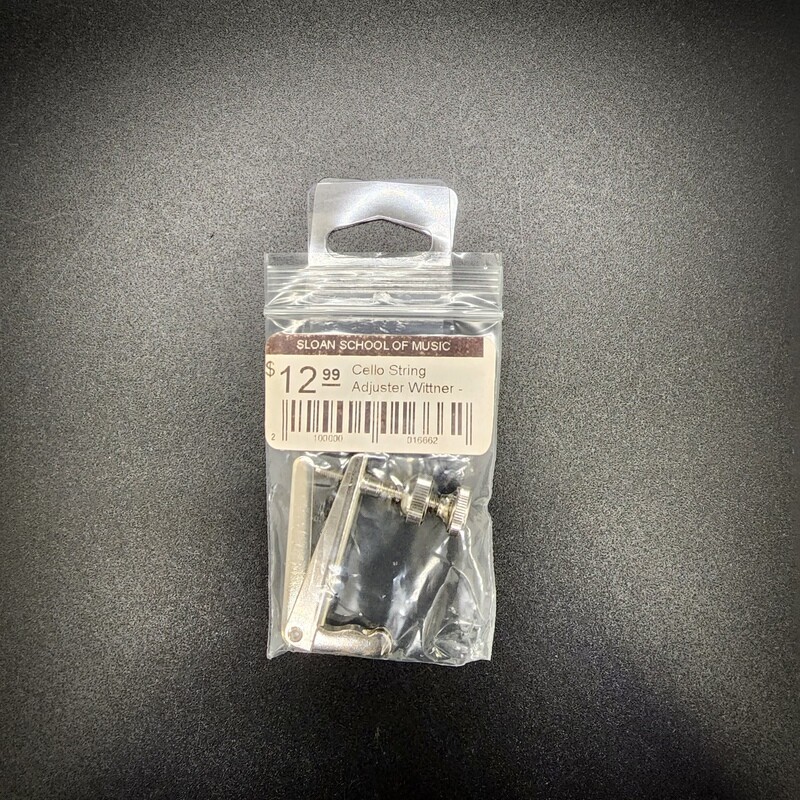 SLOAN SCHOOL OF MUSIC
$12.99
Cello String
Adjuster Wittner -
2 100000 016662